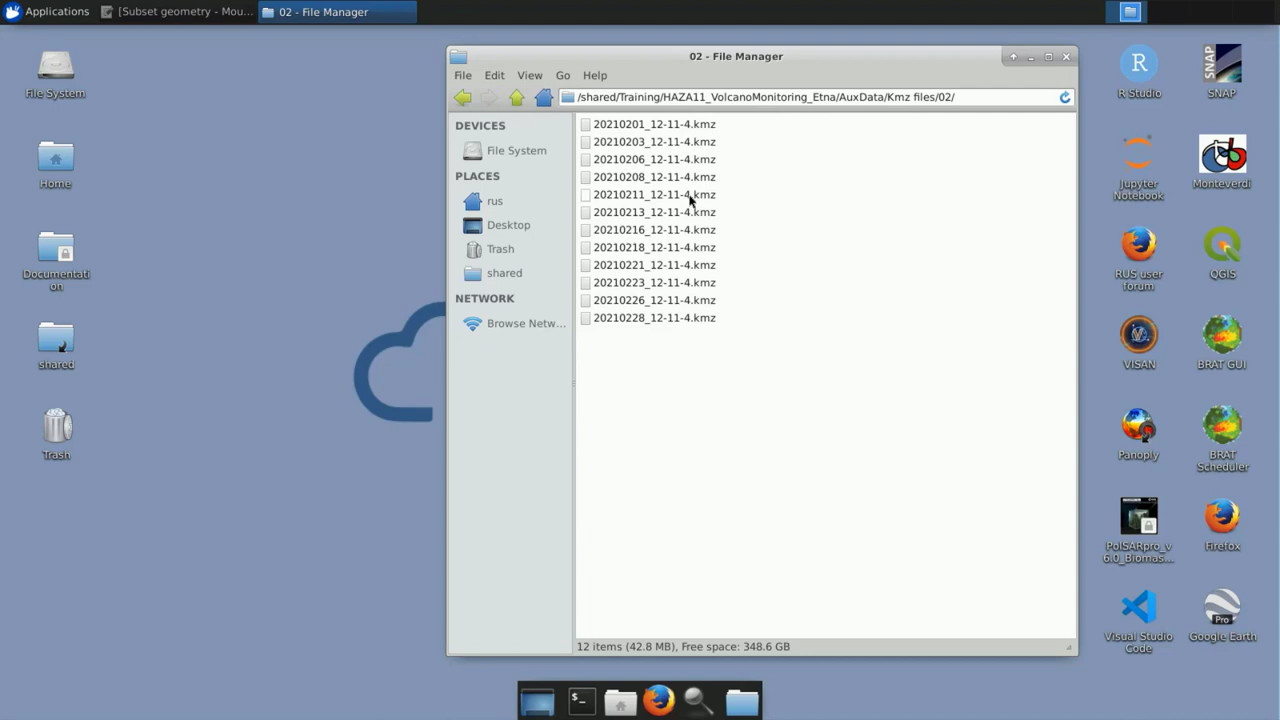 Applications
[Subset geometry - Mou...
02 - File Manager
File System
Home
Documentati
on
shared
Trash
02 - File Manager
File Edit View Go Help
/shared/Training/HAZA11_VolcanoMonitoring_Etna/AuxData/Kmz files/02/
DEVICES
File System
PLACES
rus
Desktop
Trash
shared
NETWORK
Browse Netw...
20210201_12-11-4.kmz
20210203_12-11-4.kmz
20210206_12-11-4.kmz
20210208_12-11-4.kmz
20210211_12-11-4.kmz
20210213_12-11-4.kmz
20210216_12-11-4.kmz
20210218_12-11-4.kmz
20210221_12-11-4.kmz
20210223_12-11-4.kmz
20210226_12-11-4.kmz
20210228_12-11-4.kmz
12 items (42.8 MB), Free space: 348.6 GB
R
R Studio
SNAP
SNAP
Jupyter
Notebook
Monteverdi
RUS user
forum
QGIS
VISAN
BRAT GUI
Panoply
BRAT
Scheduler
PolSARpro_v
6.0_Biomas...
Firefox
Visual Studio
Code
Pro
Google Earth
$_